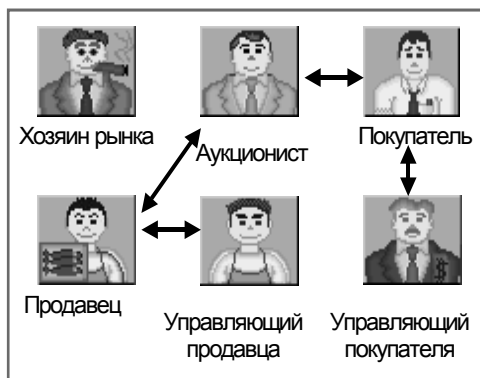 Хозяин рынка
Аукционист
Покупатель
Продавец
Управляющий
продавца
Управляющий
покупателя